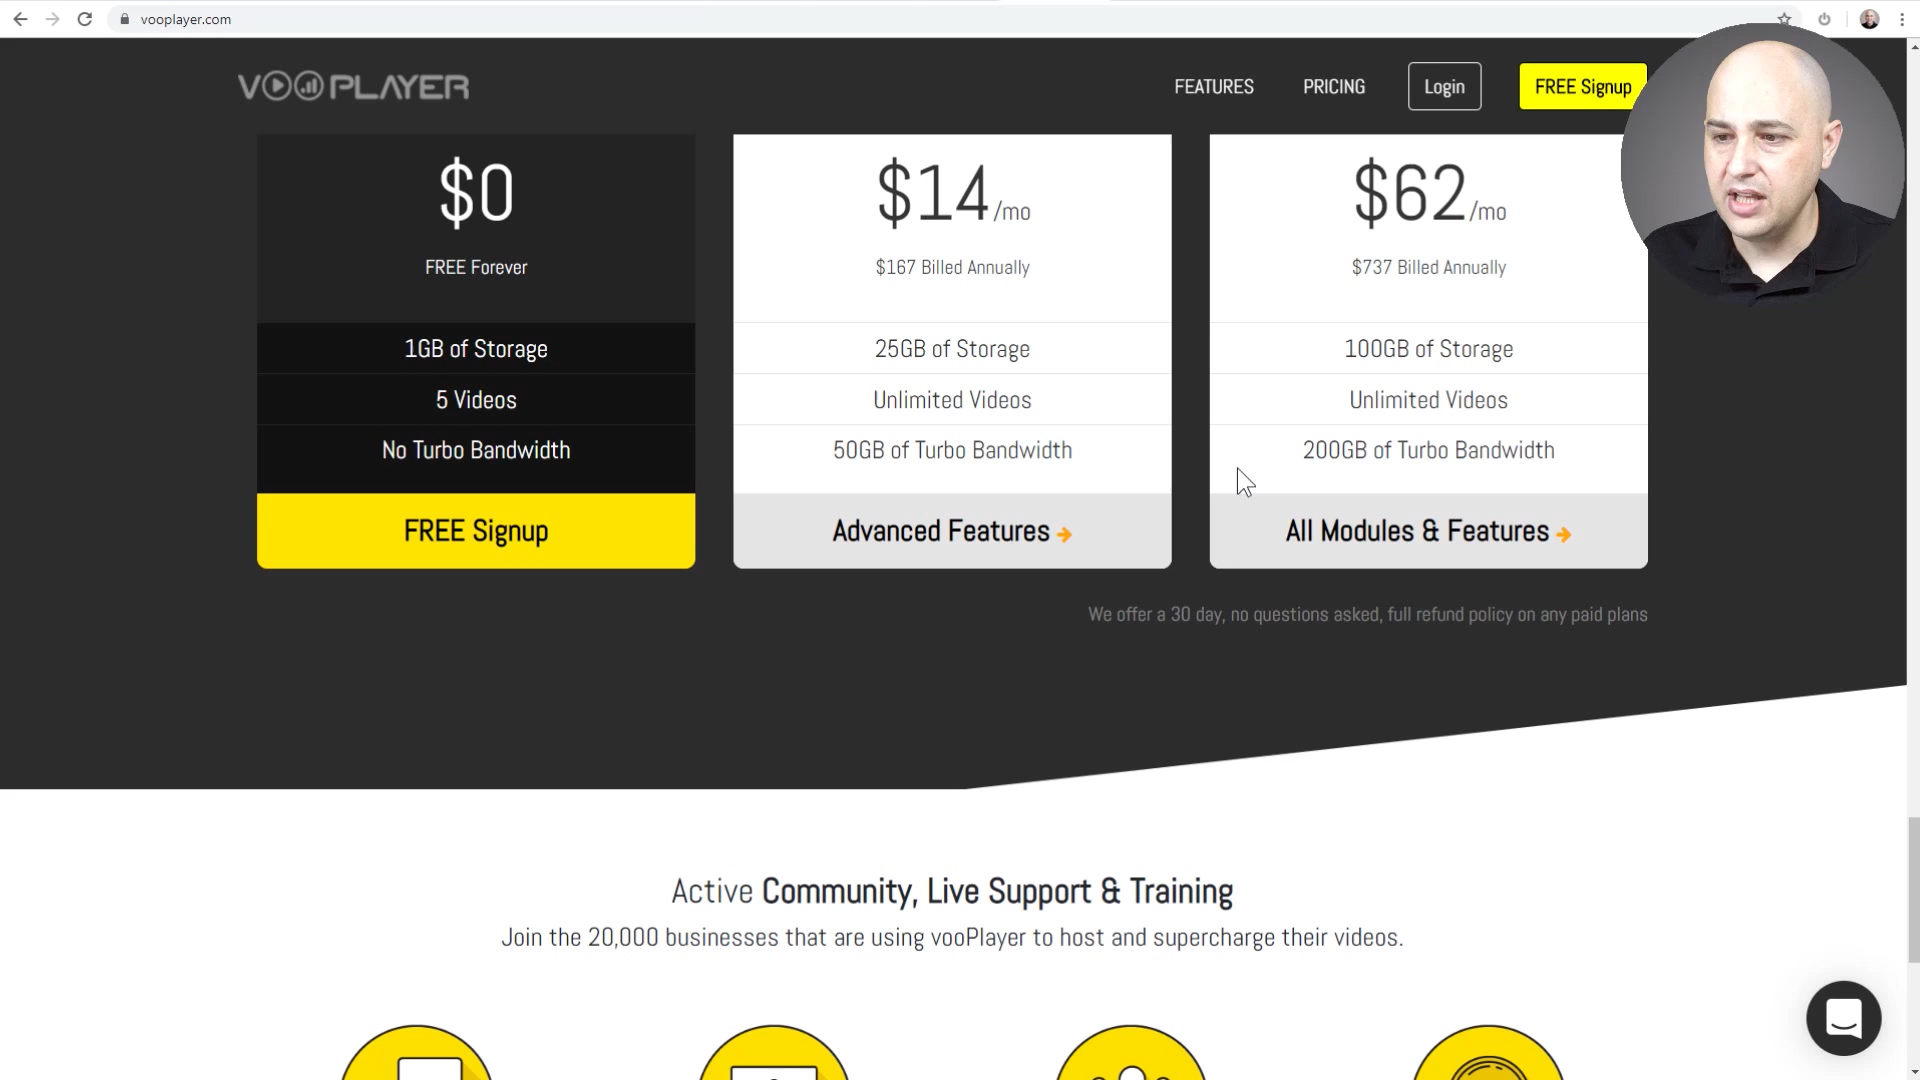 vooplayer.com
VOOPLAYER
FEATURES
PRICING
Login
FREE Signup
$0
FREE Forever
1GB of Storage
5 Videos
No Turbo Bandwidth
FREE Signup
$14/mo
$167 Billed Annually
25GB of Storage
Unlimited Videos
50GB of Turbo Bandwidth
Advanced Features
$62/mo
$737 Billed Annually
100GB of Storage
Unlimited Videos
200GB of Turbo Bandwidth
All Modules & Features
We offer a 30 day, no questions asked, full refund policy on any paid plans
Active Community, Live Support & Training
Join the 20,000 businesses that are using vooPlayer to host and supercharge their videos.